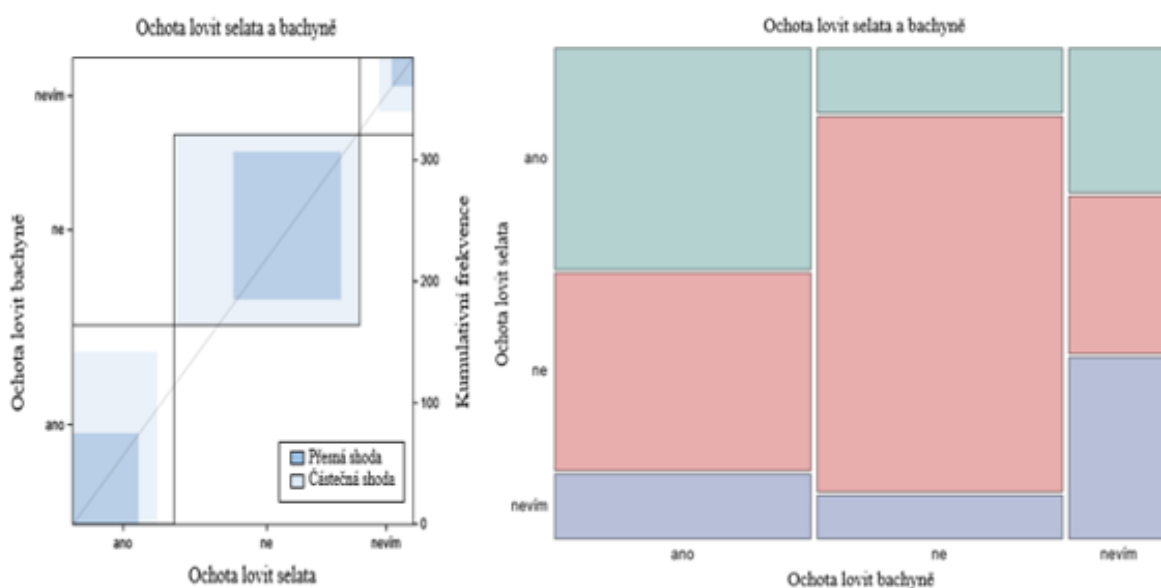 Ochota lovit selata a bachyně
nevím
ne
ano
Ochota lovit bachyně
300
200
100
0
Kumulativní frekvence
Přesná shoda
Částečná shoda
ano
ne
nevím
Ochota lovit selata
Ochota lovit selata a bachyně
ano
ne
nevím
Ochota lovit selata
ano
ne
nevím
Ochota lovit bachyně